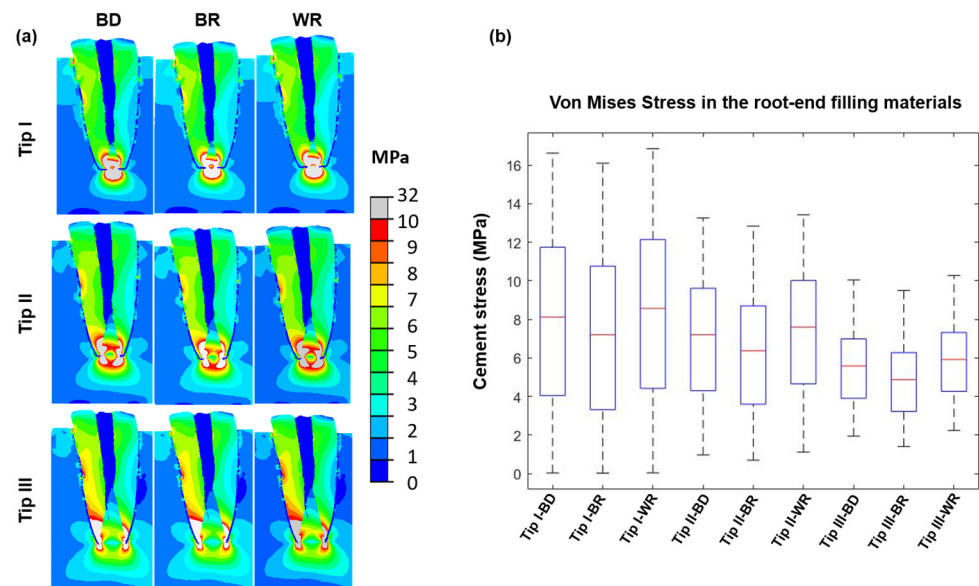 BD BR WR
(a)
Tip I
Tip II
Tip III
MPa
32
10
9
8
7
6
5
4
3
2
1
0
(b)
Von Mises Stress in the root-end filling materials
Cement stress (MPa)
16
14
12
10
8
6
4
2
0
Tip I-BD
Tip I-BR
Tip I-WR
Tip II-BD
Tip II-BR
Tip II-WR
Tip III-BD
Tip III-BR
Tip III-WR